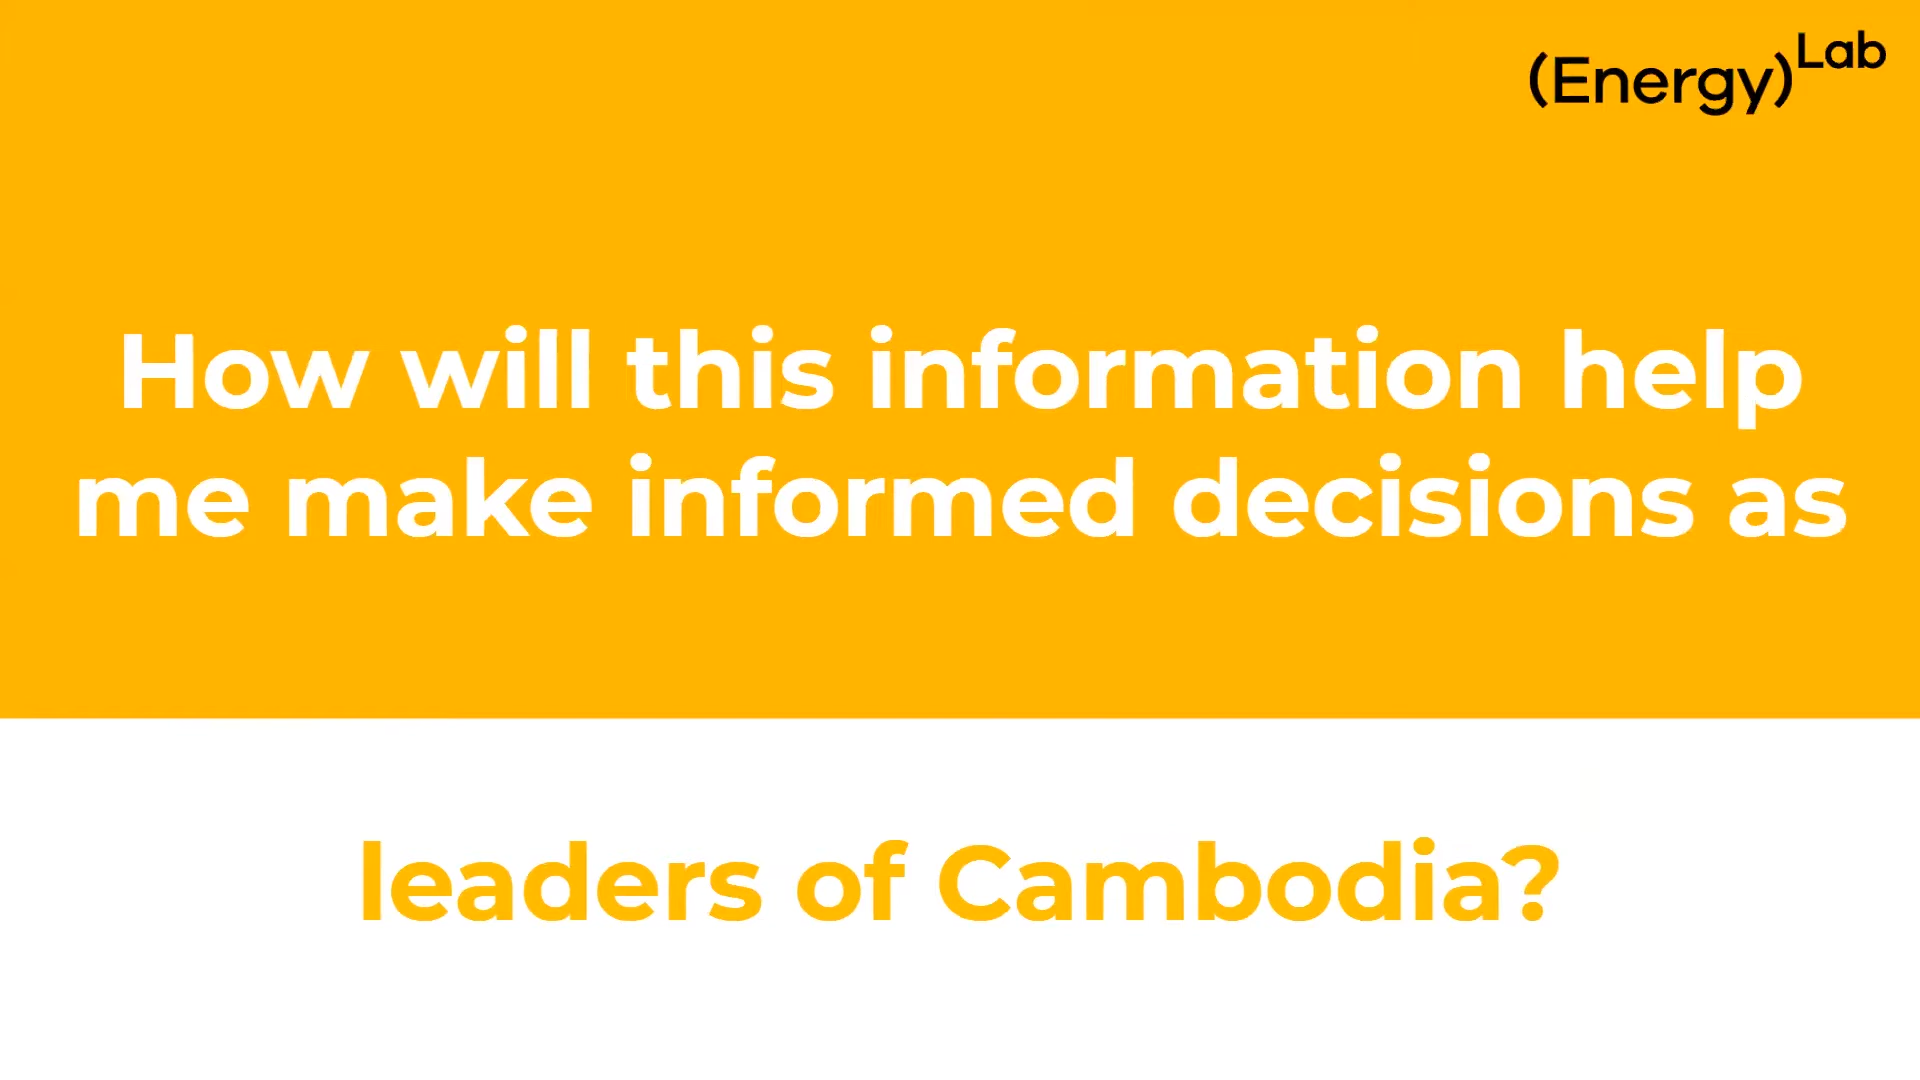 (Energy)Lab
How will this information help
me make informed decisions as
leaders of Cambodia?